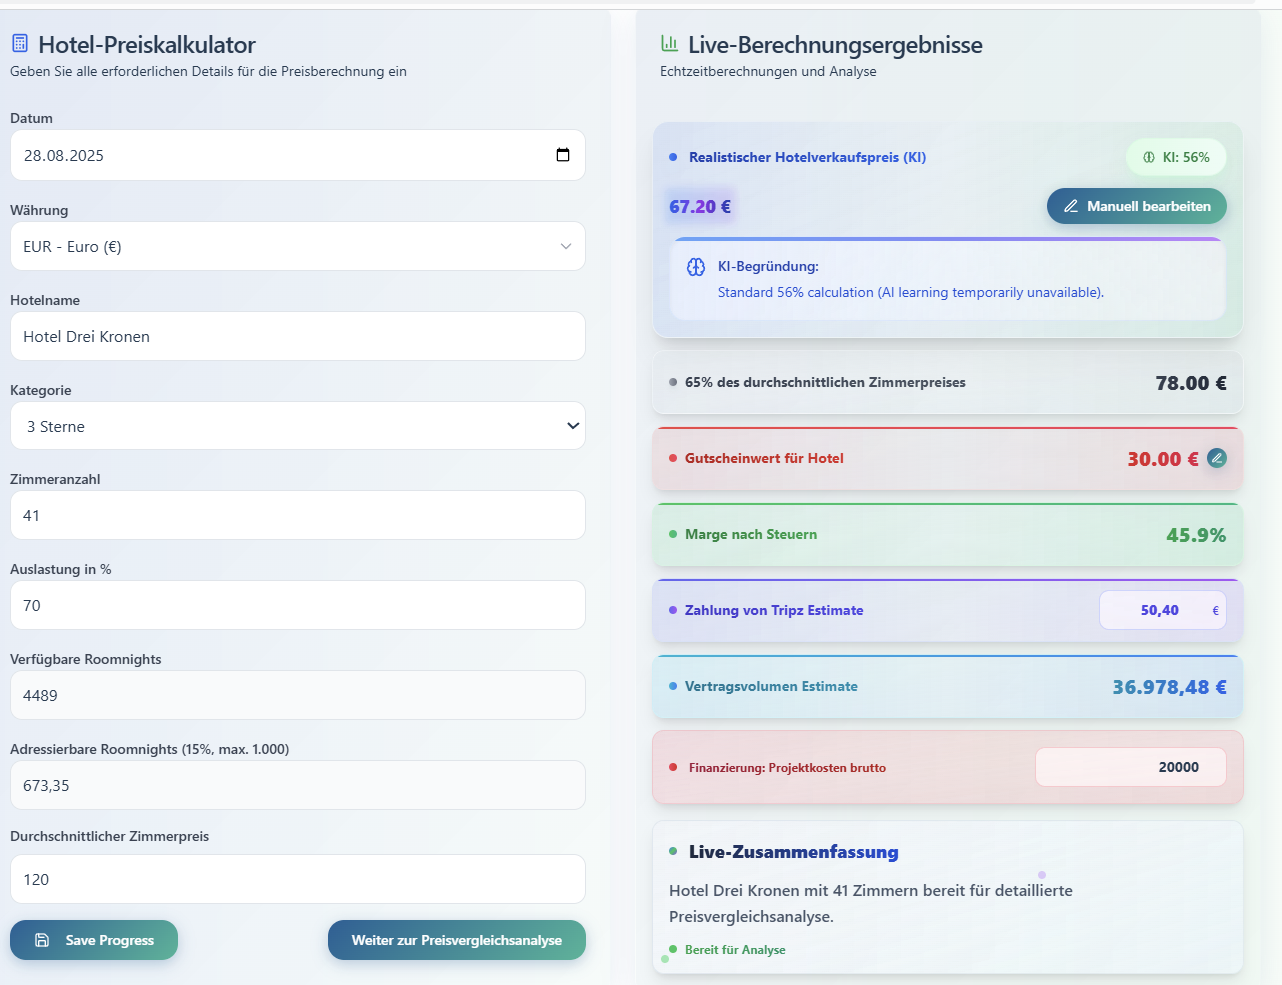 Hotel-Preiskalkulator
Geben Sie alle erforderlichen Details für die Preisberechnung ein
Datum
28.08.2025
Währung
EUR - Euro (€)
Hotelname
Hotel Drei Kronen
Kategorie
3 Sterne
Zimmeranzahl
41
Auslastung in %
70
Verfügbare Roomnights
4489
Adressierbare Roomnights (15%, max. 1.000)
673,35
Durchschnittlicher Zimmerpreis
120
Save Progress
Weiter zur Preisvergleichsanalyse
Live-Berechnungsergebnisse
Echtzeitberechnungen und Analyse
Realistischer Hotelverkaufspreis (KI)
KI: 56%
67.20 €
Manuell bearbeiten
KI-Begründung:
Standard 56% calculation (AI learning temporarily unavailable).
65% des durchschnittlichen Zimmerpreises
78.00 €
Gutscheinwert für Hotel
30.00 €
Marge nach Steuern
45.9%
Zahlung von Tripz Estimate
50,40 €
Vertragsvolumen Estimate
36.978,48 €
Finanzierung: Projektkosten brutto
20000
Live-Zusammenfassung
Hotel Drei Kronen mit 41 Zimmern bereit für detaillierte
Preisvergleichsanalyse.
Bereit für Analyse